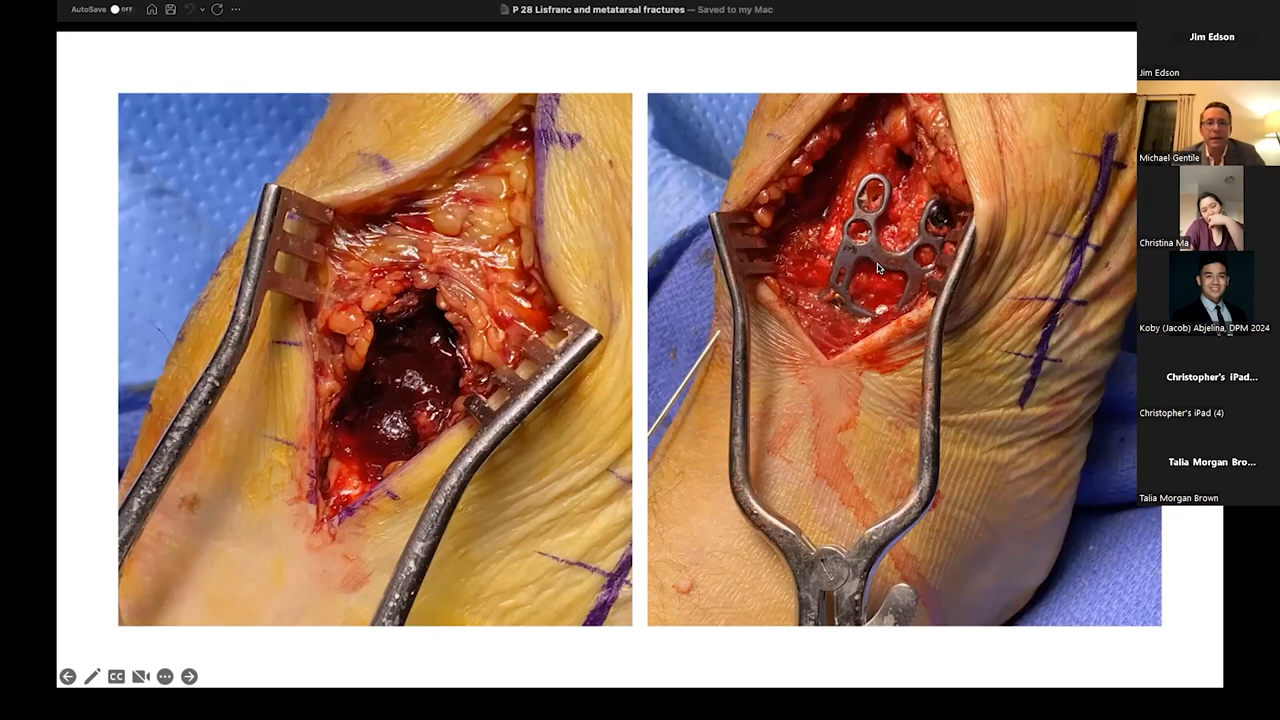 AutoSave OFF
P 28 Lisfranc and metatarsal fractures — Saved to my Mac
Jim Edson
Jim Edson
Michael Gentile
Christina Ma
Koby (Jacob) Abjelina, DPM 2024
Christopher's iPad...
Christopher's iPad (4)
Talia Morgan Bro...
Talia Morgan Brown
CC